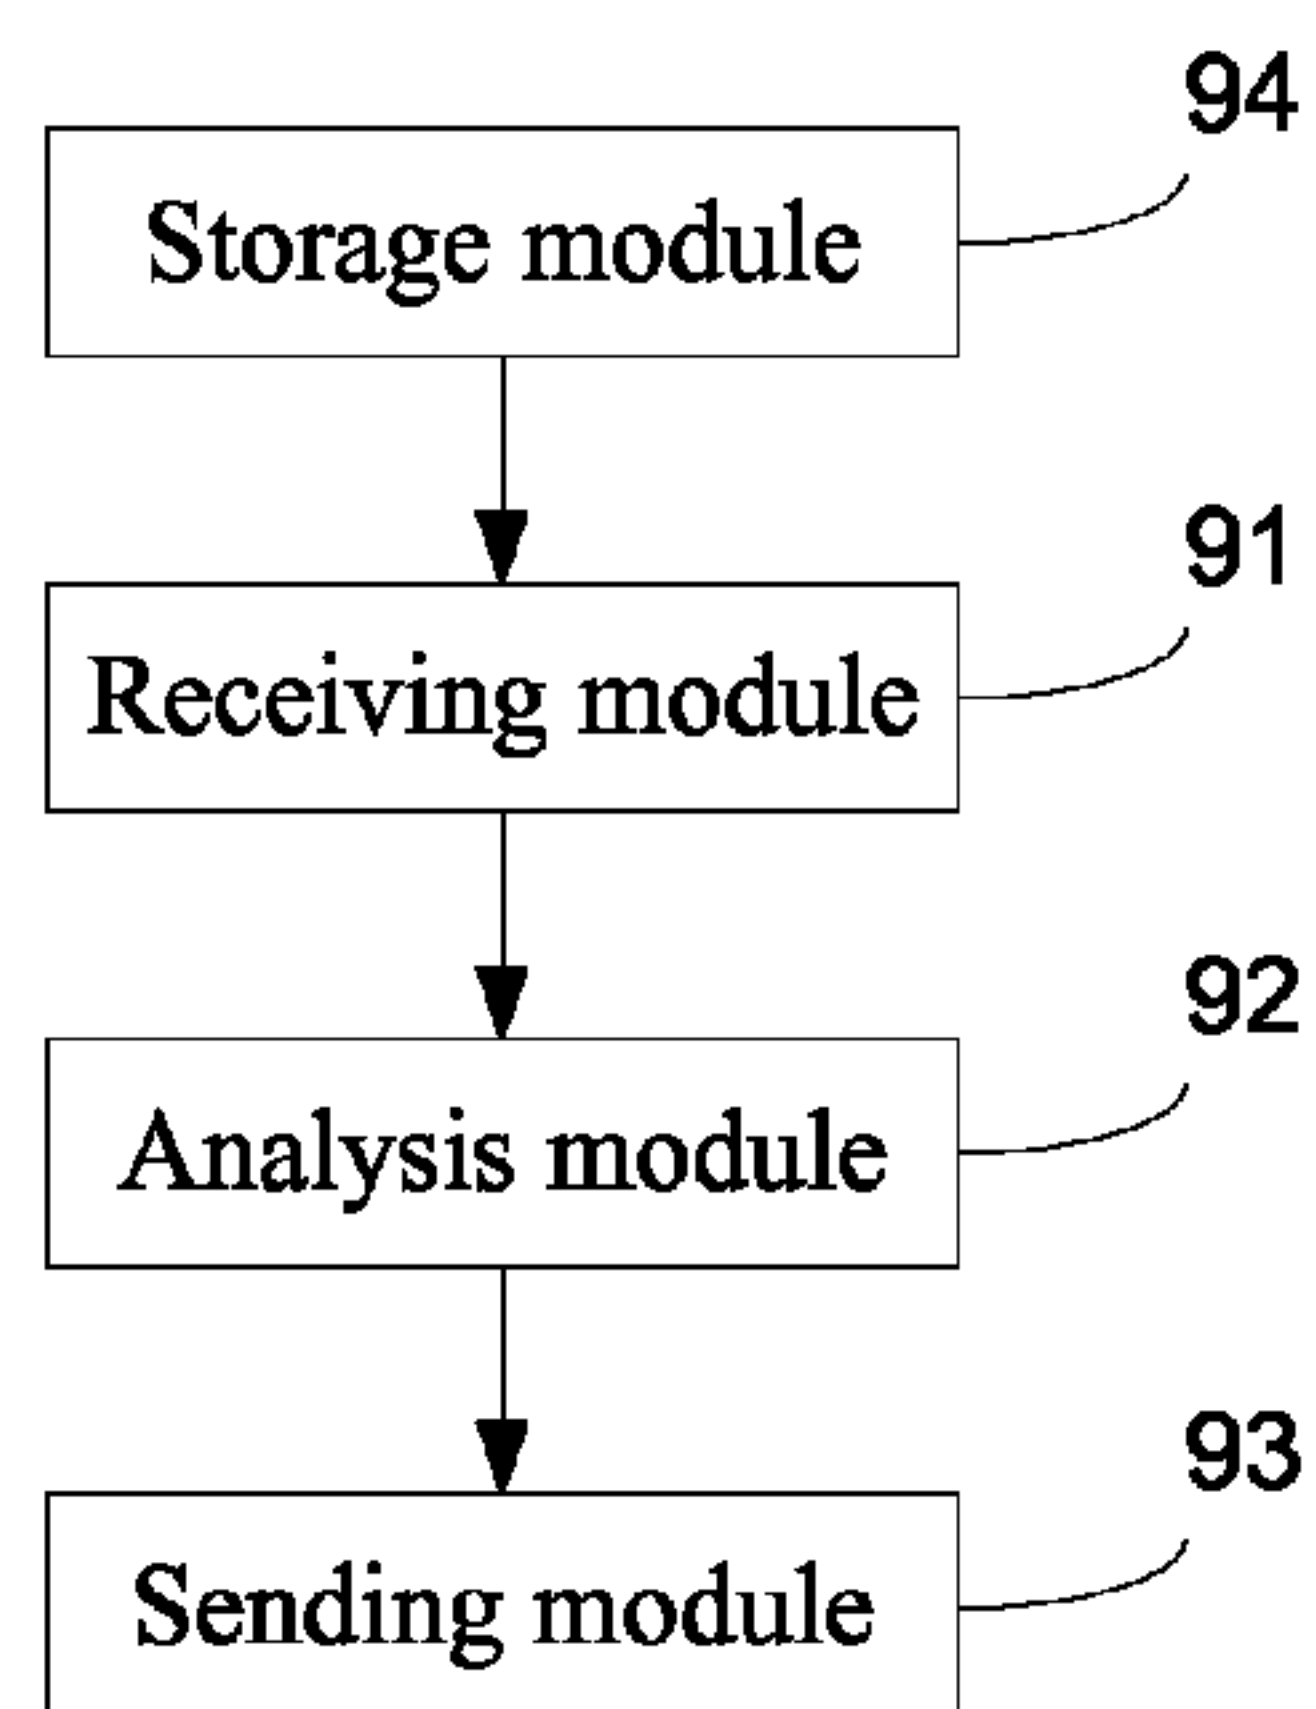 94
Storage module
91
Receiving module
92
Analysis module
93
Sending module